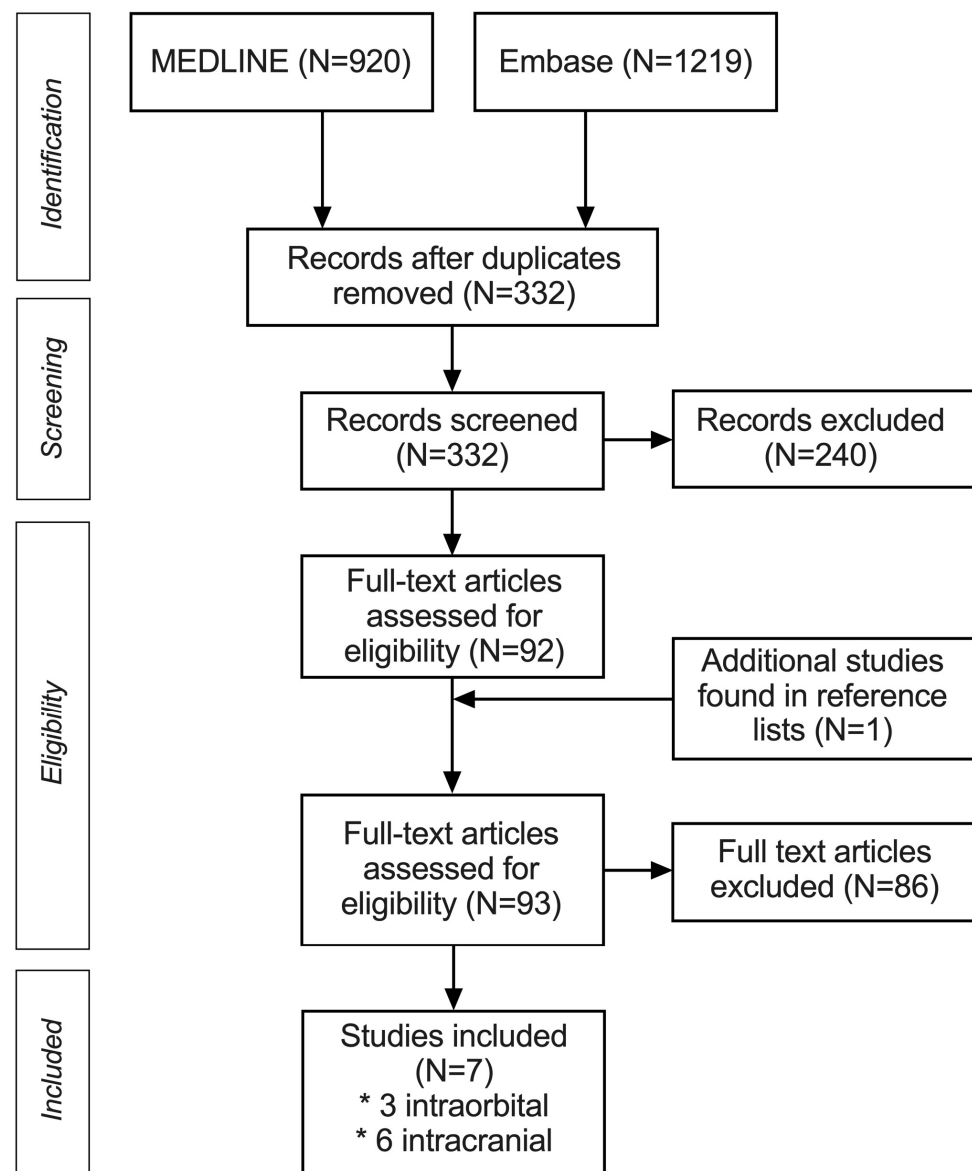 Identification
MEDLINE (N=920)
Embase (N=1219)
Records after duplicates
removed (N=332)
Screening
Records screened
(N=332)
Records excluded
(N=240)
Eligibility
Full-text articles
assessed for
eligibility (N=92)
Additional studies
found in reference
lists (N=1)
Full-text articles
assessed for
eligibility (N=93)
Full text articles
excluded (N=86)
Included
Studies included
(N=7)
* 3 intraorbital
* 6 intracranial